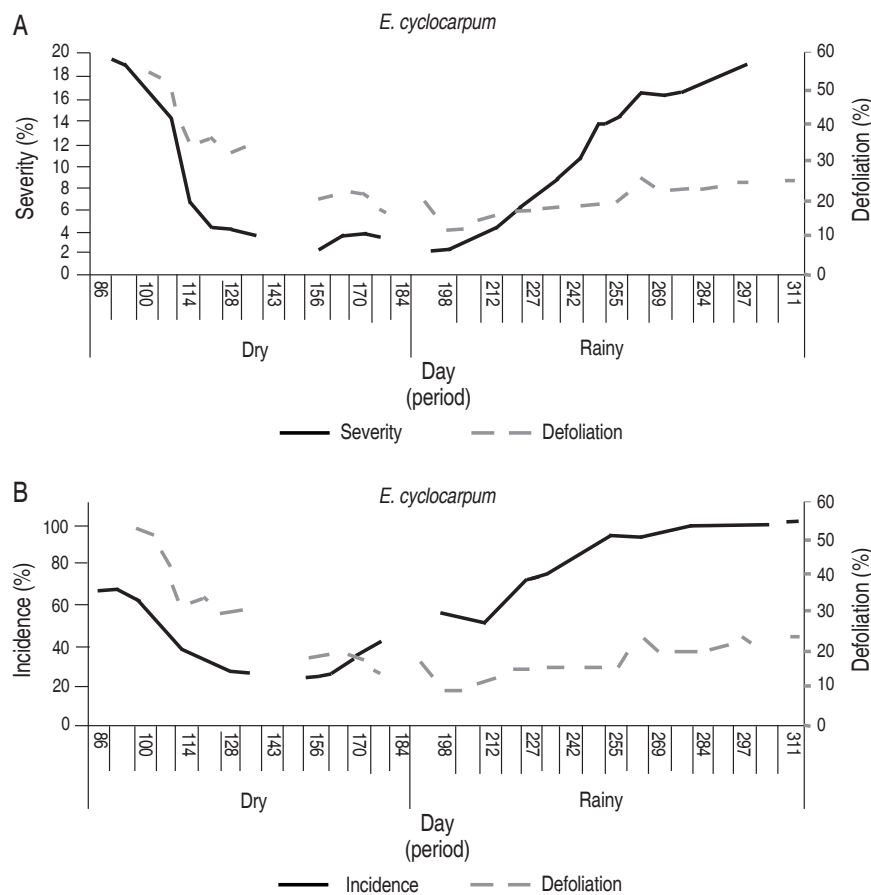 A
E. cyclocarpum
Severity (%)
20
18
16
14
12
10
8
6
4
2
0
60
50
40
30
20
10
0
Defoliation (%)
86 100 114 128 143 156 170 184 198 212 227 242 255 269 284 297 311
Dry Rainy
Day
(period)
Severity Defoliation
B
E. cyclocarpum
Incidence (%)
100
80
60
40
20
0
60
50
40
30
20
10
0
Defoliation (%)
86 100 114 128 143 156 170 184 198 212 227 242 255 269 284 297 311
Dry Rainy
Day
(period)
Incidence Defoliation